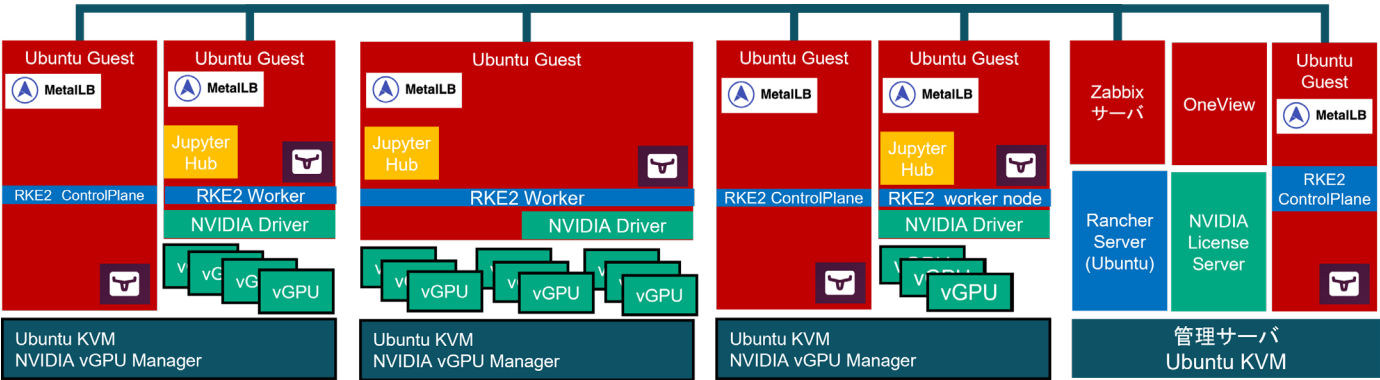 Ubuntu Guest
MetalLB
RKE2 ControlPlane
Ubuntu Guest
MetalLB
Jupyter
Hub
RKE2 Worker
NVIDIA Driver
vGPU
Ubuntu KVM
NVIDIA vGPU Manager
Ubuntu Guest
MetalLB
Jupyter
Hub
RKE2 Worker
NVIDIA Driver
vGPU
vGPU
vGPU
Ubuntu KVM
NVIDIA vGPU Manager
Ubuntu Guest
MetalLB
RKE2 ControlPlane
Ubuntu Guest
MetalLB
Jupyter
Hub
RKE2 worker node
NVIDIA Driver
vGPU
Ubuntu KVM
NVIDIA vGPU Manager
Zabbix
サーバ
OneView
Rancher
Server
(Ubuntu)
NVIDIA
License
Server
Ubuntu
Guest
MetalLB
RKE2
ControlPlane
管理サーバ
Ubuntu KVM